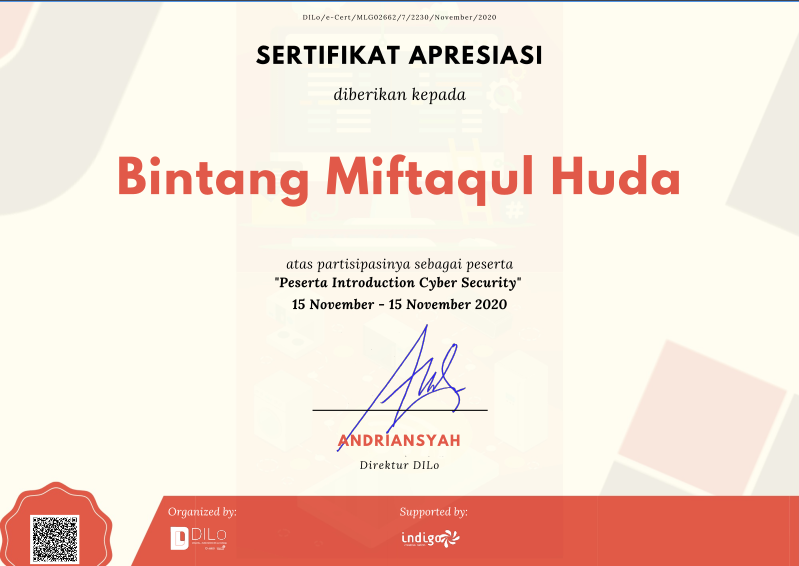 DILo/e-Cert/MLG02662/7/2230/November/2020
SERTIFIKAT APRESIASI
diberikan kepada
Bintang Miftaqul Huda
atas partisipasinya sebagai peserta
"Peserta Introduction Cyber Security"
15 November - 15 November 2020
ANDRIANSYAH
Direktur DILo
Organized by:
Supported by:
DILo
indigo